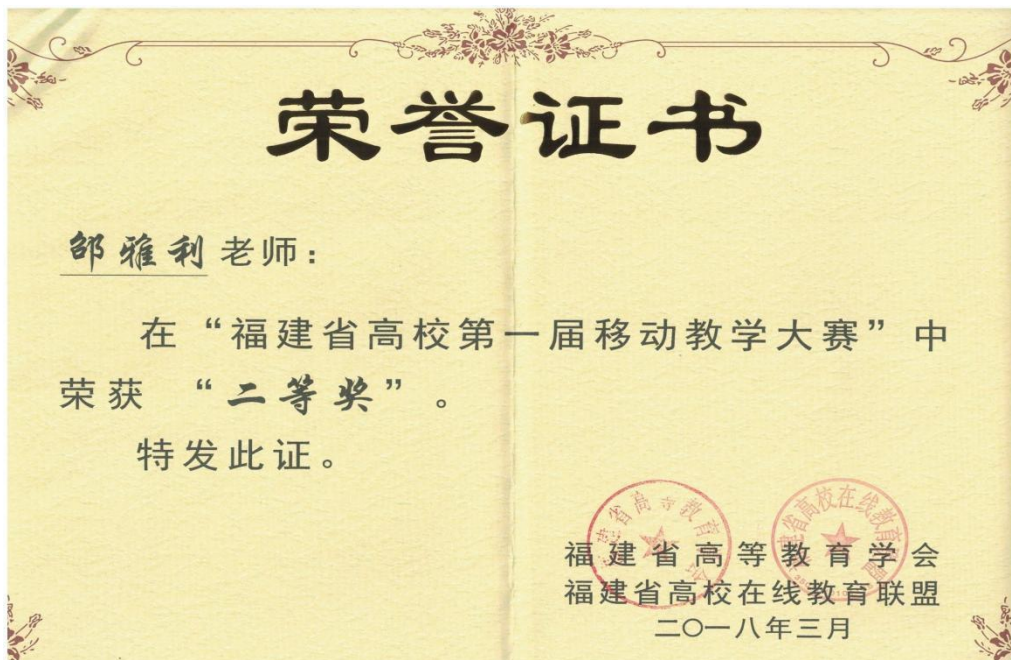 荣誉证书
邵雅利老师：
在“福建省高校第一届移动教学大赛”中
荣获 “二等奖”。
特发此证。
福建省高等教育学会
福建省高校在线教育联盟
二〇一八年三月